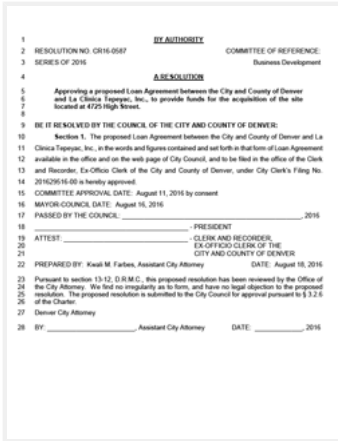 1 BY AUTHORITY
2 RESOLUTION NO. CR16-0587 COMMITTEE OF REFERENCE:
3 SERIES OF 2016 Business Development
4 A RESOLUTION
5 Approving a proposed Loan Agreement between the City and County of Denver
6 and La Clinica Tepeyac, Inc., to provide funds for the acquisition of the site
7 located at 4725 High Street.
8
9 BE IT RESOLVED BY THE COUNCIL OF THE CITY AND COUNTY OF DENVER:
10 Section 1. The proposed Loan Agreement between the City and County of Denver and La
11 Clinica Tepeyac, Inc., in the words and figures contained and set forth in that form of Loan Agreement
12 available in the office and on the web page of City Council, and to be filed in the office of the Clerk
13 and Recorder, Ex-Officio Clerk of the City and County of Denver, under City Clerk's Filing No.
14 201629516-00 is hereby approved.
15 COMMITTEE APPROVAL DATE: August 11, 2016 by consent
16 MAYOR-COUNCIL DATE: August 16, 2016
17 PASSED BY THE COUNCIL: ____________________ , 2016
18 ____________________ - PRESIDENT
19 ATTEST: ____________________ - CLERK AND RECORDER,
20 EX-OFFICIO CLERK OF THE
21 CITY AND COUNTY OF DENVER
22 PREPARED BY: Kwali M. Farbes, Assistant City Attorney DATE: August 18, 2016
23 Pursuant to section 13-12, D.R.M.C., this proposed resolution has been reviewed by the Office of
24 the City Attorney. We find no irregularity as to form, and have no legal objection to the proposed
25 resolution. The proposed resolution is submitted to the City Council for approval pursuant to § 3.2.6
26 of the Charter.
27 Denver City Attorney
28 BY: ____________________, Assistant City Attorney DATE: ____________, 2016